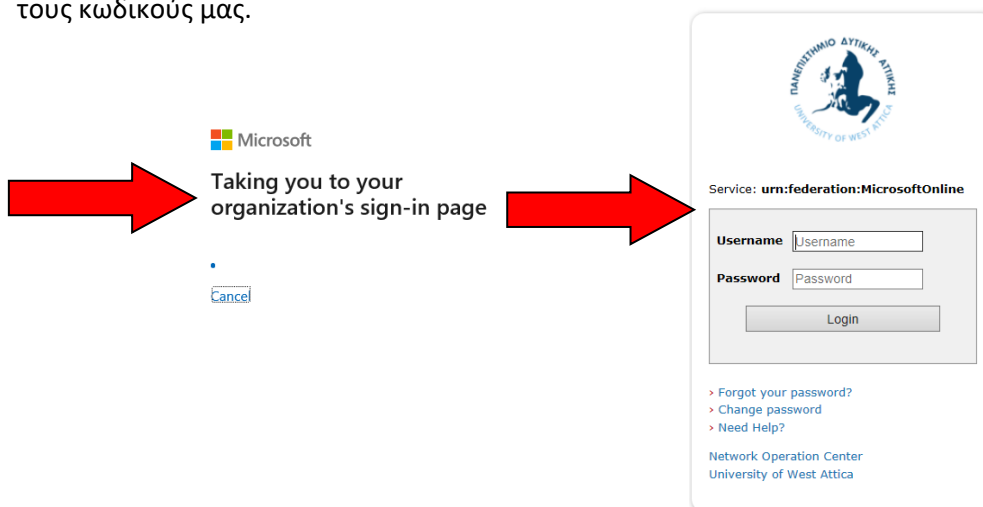 τους κωδικούς μας.
Microsoft
Taking you to your
organization's sign-in page
Cancel
ΠΑΝΕΠΙΣΤΗΜΙΟ ΔΥΤΙΚΗΣ ΑΤΤΙΚΗΣ
UNIVERSITY OF WEST ATTICA
Service: urn:federation:MicrosoftOnline
Username Username
Password Password
Login
› Forgot your password?
› Change password
› Need Help?
Network Operation Center
University of West Attica